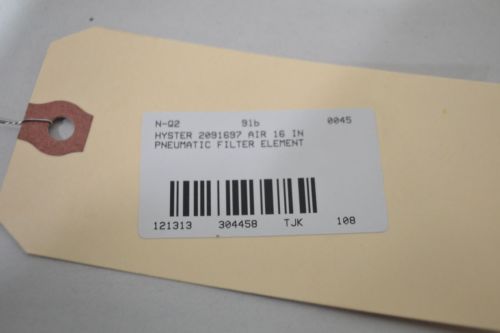 N-Q2 91b 0045
HYSTER 2091697 AIR 16 IN
PNEUMATIC FILTER ELEMENT
121313 304458 TJK 108